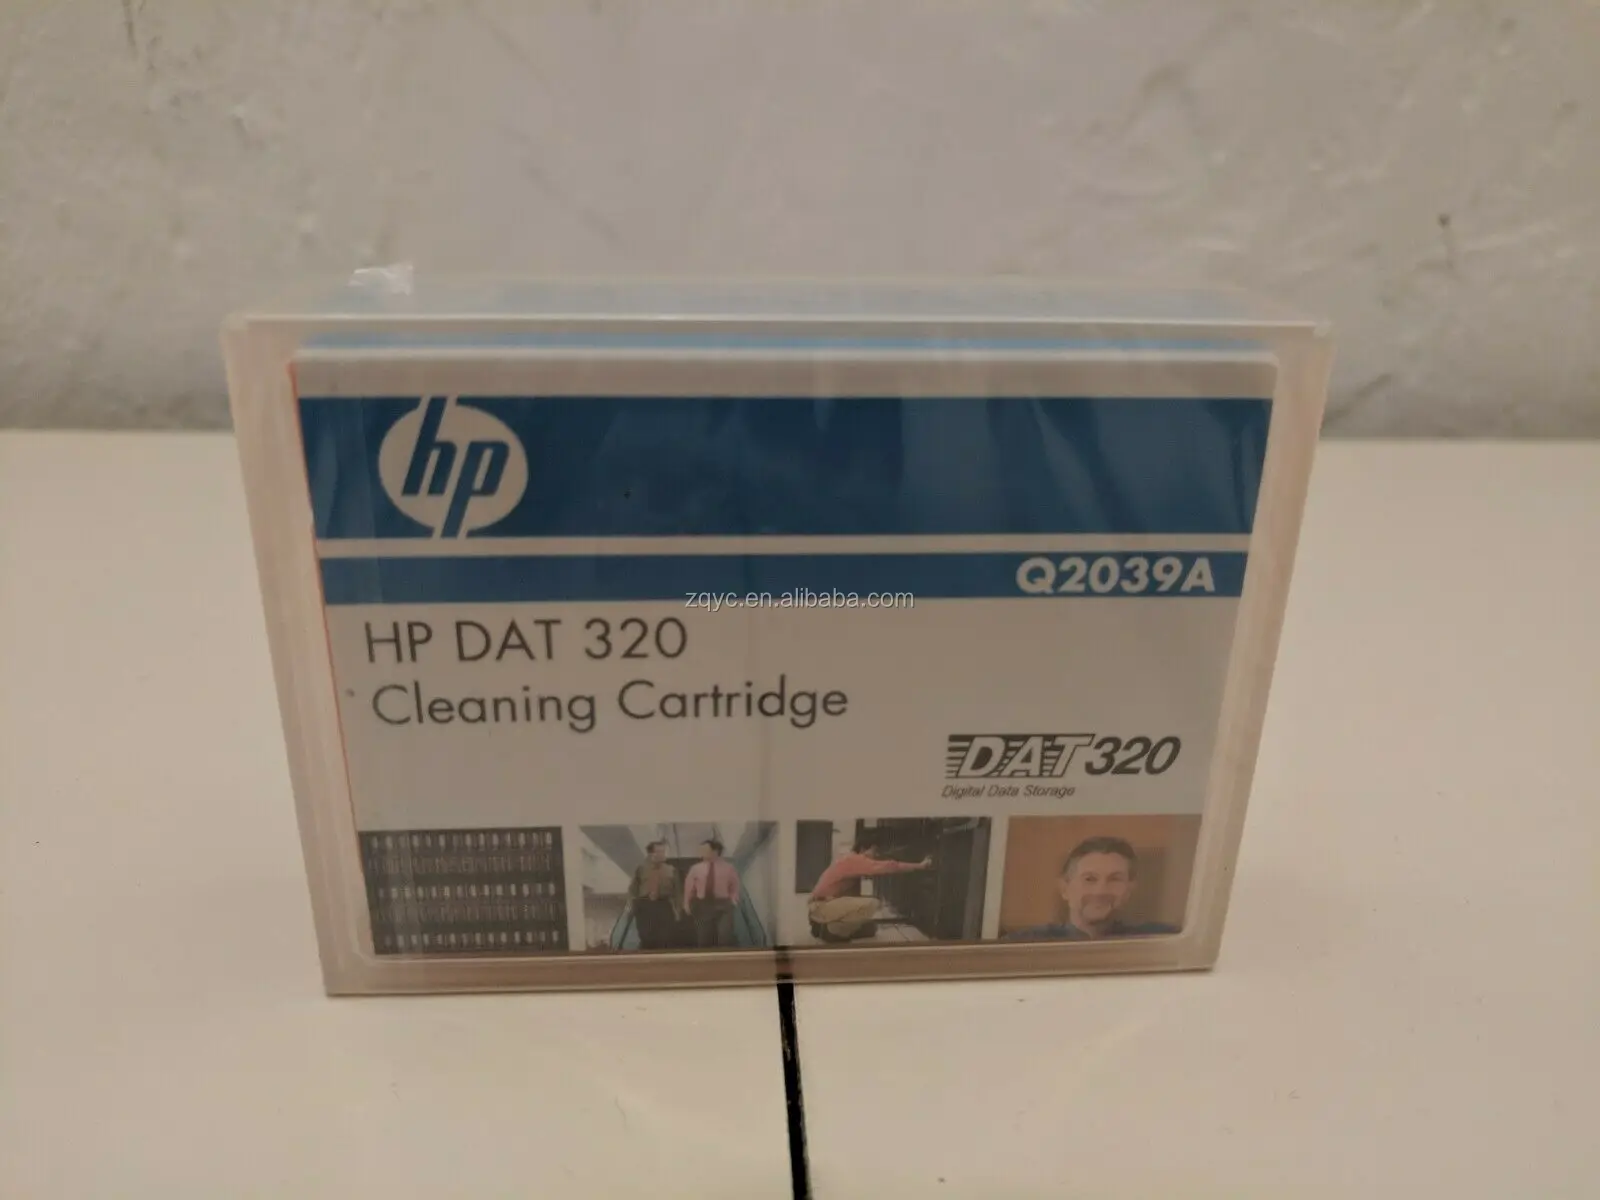 hp
Q2039A
zqyc.en.alibaba.com
HP DAT 320
Cleaning Cartridge
DAT320
Digital Data Storage